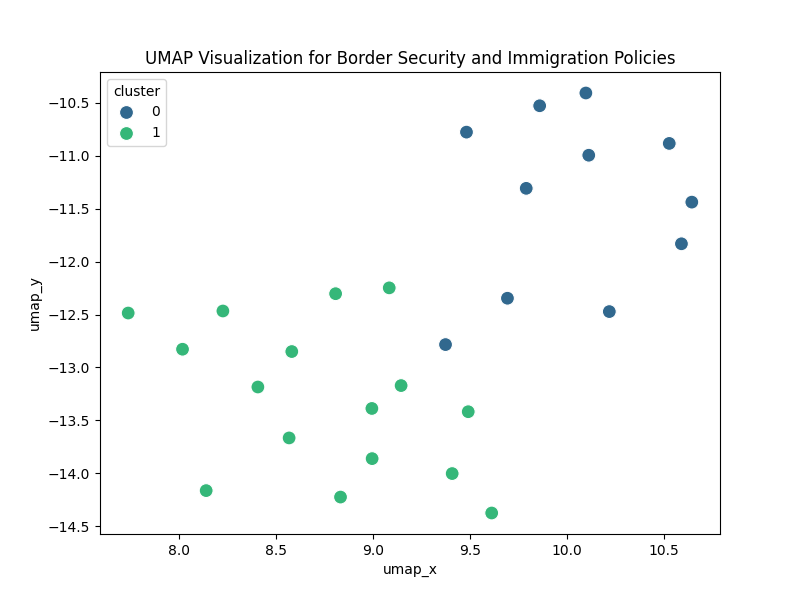 UMAP Visualization for Border Security and Immigration Policies
cluster
0
1
−10.5
−11.0
−11.5
−12.0
−12.5
−13.0
−13.5
−14.0
−14.5
umap_y
8.0 8.5 9.0 9.5 10.0 10.5
umap_x